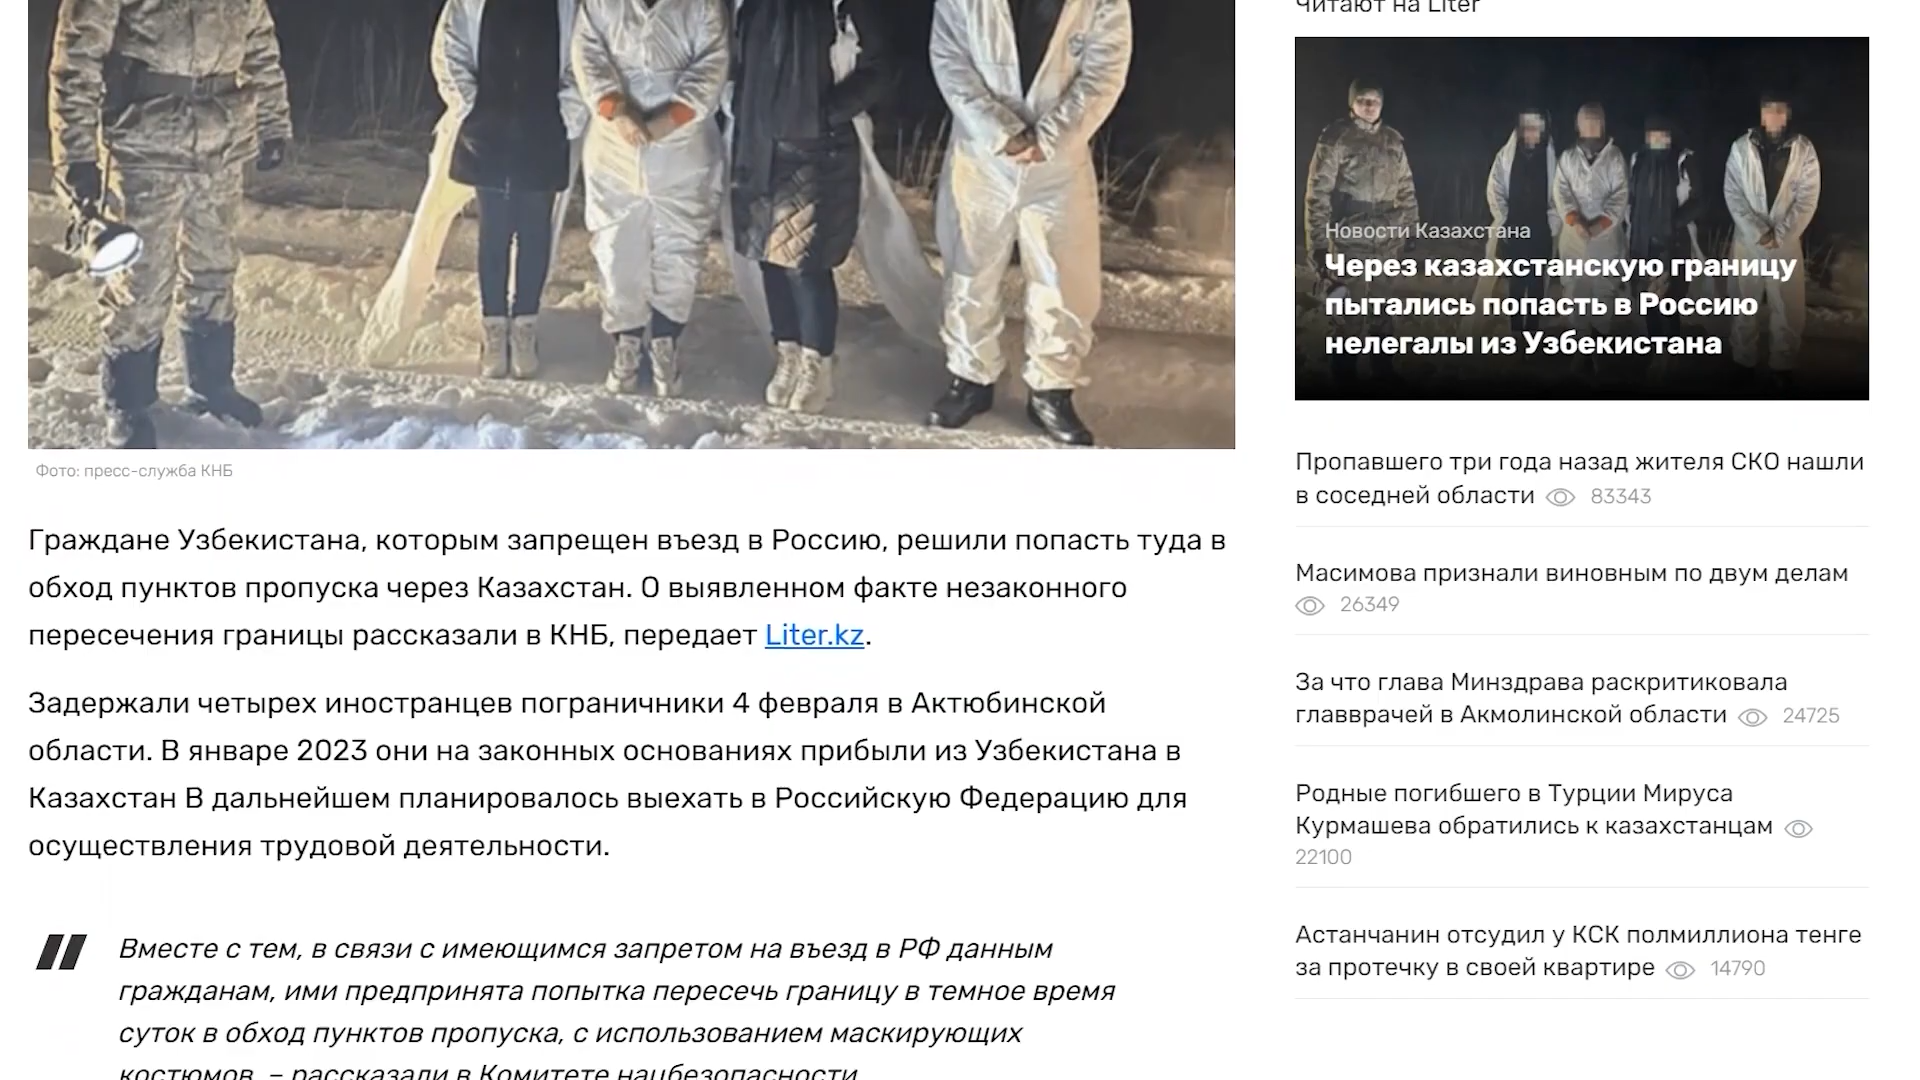 Читают на Liter
Новости Казахстана
Через казахстанскую границу
пытались попасть в Россию
нелегалы из Узбекистана
Фото: пресс-служба КНБ
Граждане Узбекистана, которым запрещен въезд в Россию, решили попасть туда в
обход пунктов пропуска через Казахстан. О выявленном факте незаконного
пересечения границы рассказали в КНБ, передает Liter.kz.
Задержали четырех иностранцев пограничники 4 февраля в Актюбинской
области. В январе 2023 они на законных основаниях прибыли из Узбекистана в
Казахстан В дальнейшем планировалось выехать в Российскую Федерацию для
осуществления трудовой деятельности.
Вместе с тем, в связи с имеющимся запретом на въезд в РФ данным
гражданам, ими предпринята попытка пересечь границу в темное время
суток в обход пунктов пропуска, с использованием маскирующих
костюмов, – рассказали в Комитете нацбезопасности.
Пропавшего три года назад жителя СКО нашли
в соседней области 83343
Масимова признали виновным по двум делам
26349
За что глава Минздрава раскритиковала
главврачей в Акмолинской области 24725
Родные погибшего в Турции Мируса
Курмашева обратились к казахстанцам
22100
Астанчанин отсудил у КСК полмиллиона тенге
за протечку в своей квартире 14790